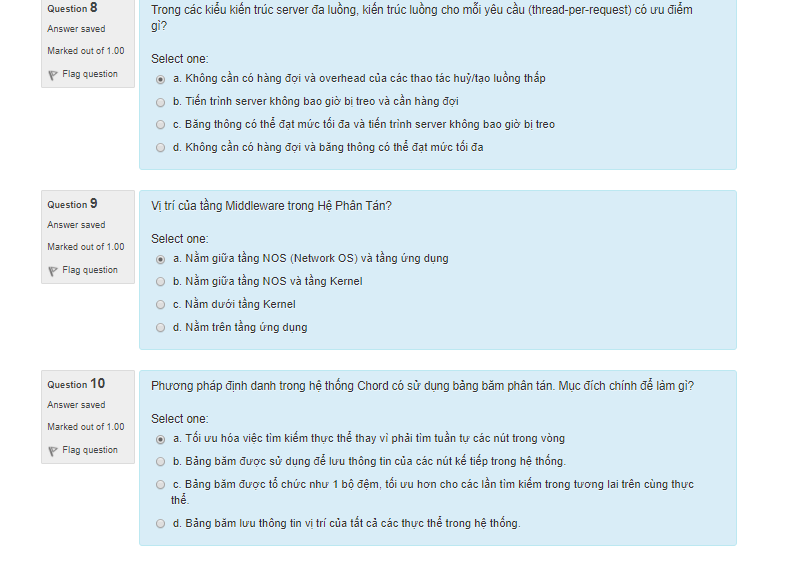 Question 8
Answer saved
Marked out of 1.00
Flag question
Trong các kiểu kiến trúc server đa luồng, kiến trúc luồng cho mỗi yêu cầu (thread-per-request) có ưu điểm
gì?
Select one:
a. Không cần có hàng đợi và overhead của các thao tác huỷ/tạo luồng thấp
b. Tiến trình server không bao giờ bị treo và cần hàng đợi
c. Băng thông có thể đạt mức tối đa và tiến trình server không bao giờ bị treo
d. Không cần có hàng đợi và băng thông có thể đạt mức tối đa
Question 9
Answer saved
Marked out of 1.00
Flag question
Vị trí của tầng Middleware trong Hệ Phân Tán?
Select one:
a. Nằm giữa tầng NOS (Network OS) và tầng ứng dụng
b. Nằm giữa tầng NOS và tầng Kernel
c. Nằm dưới tầng Kernel
d. Nằm trên tầng ứng dụng
Question 10
Answer saved
Marked out of 1.00
Flag question
Phương pháp định danh trong hệ thống Chord có sử dụng bảng băm phân tán. Mục đích chính để làm gì?
Select one:
a. Tối ưu hóa việc tìm kiếm thực thể thay vì phải tìm tuần tự các nút trong vòng
b. Bảng băm được sử dụng để lưu thông tin của các nút kế tiếp trong hệ thống.
c. Bảng băm được tổ chức như 1 bộ đệm, tối ưu hơn cho các lần tìm kiếm trong tương lai trên cùng thực
thể.
d. Bảng băm lưu thông tin vị trí của tất cả các thực thể trong hệ thống.